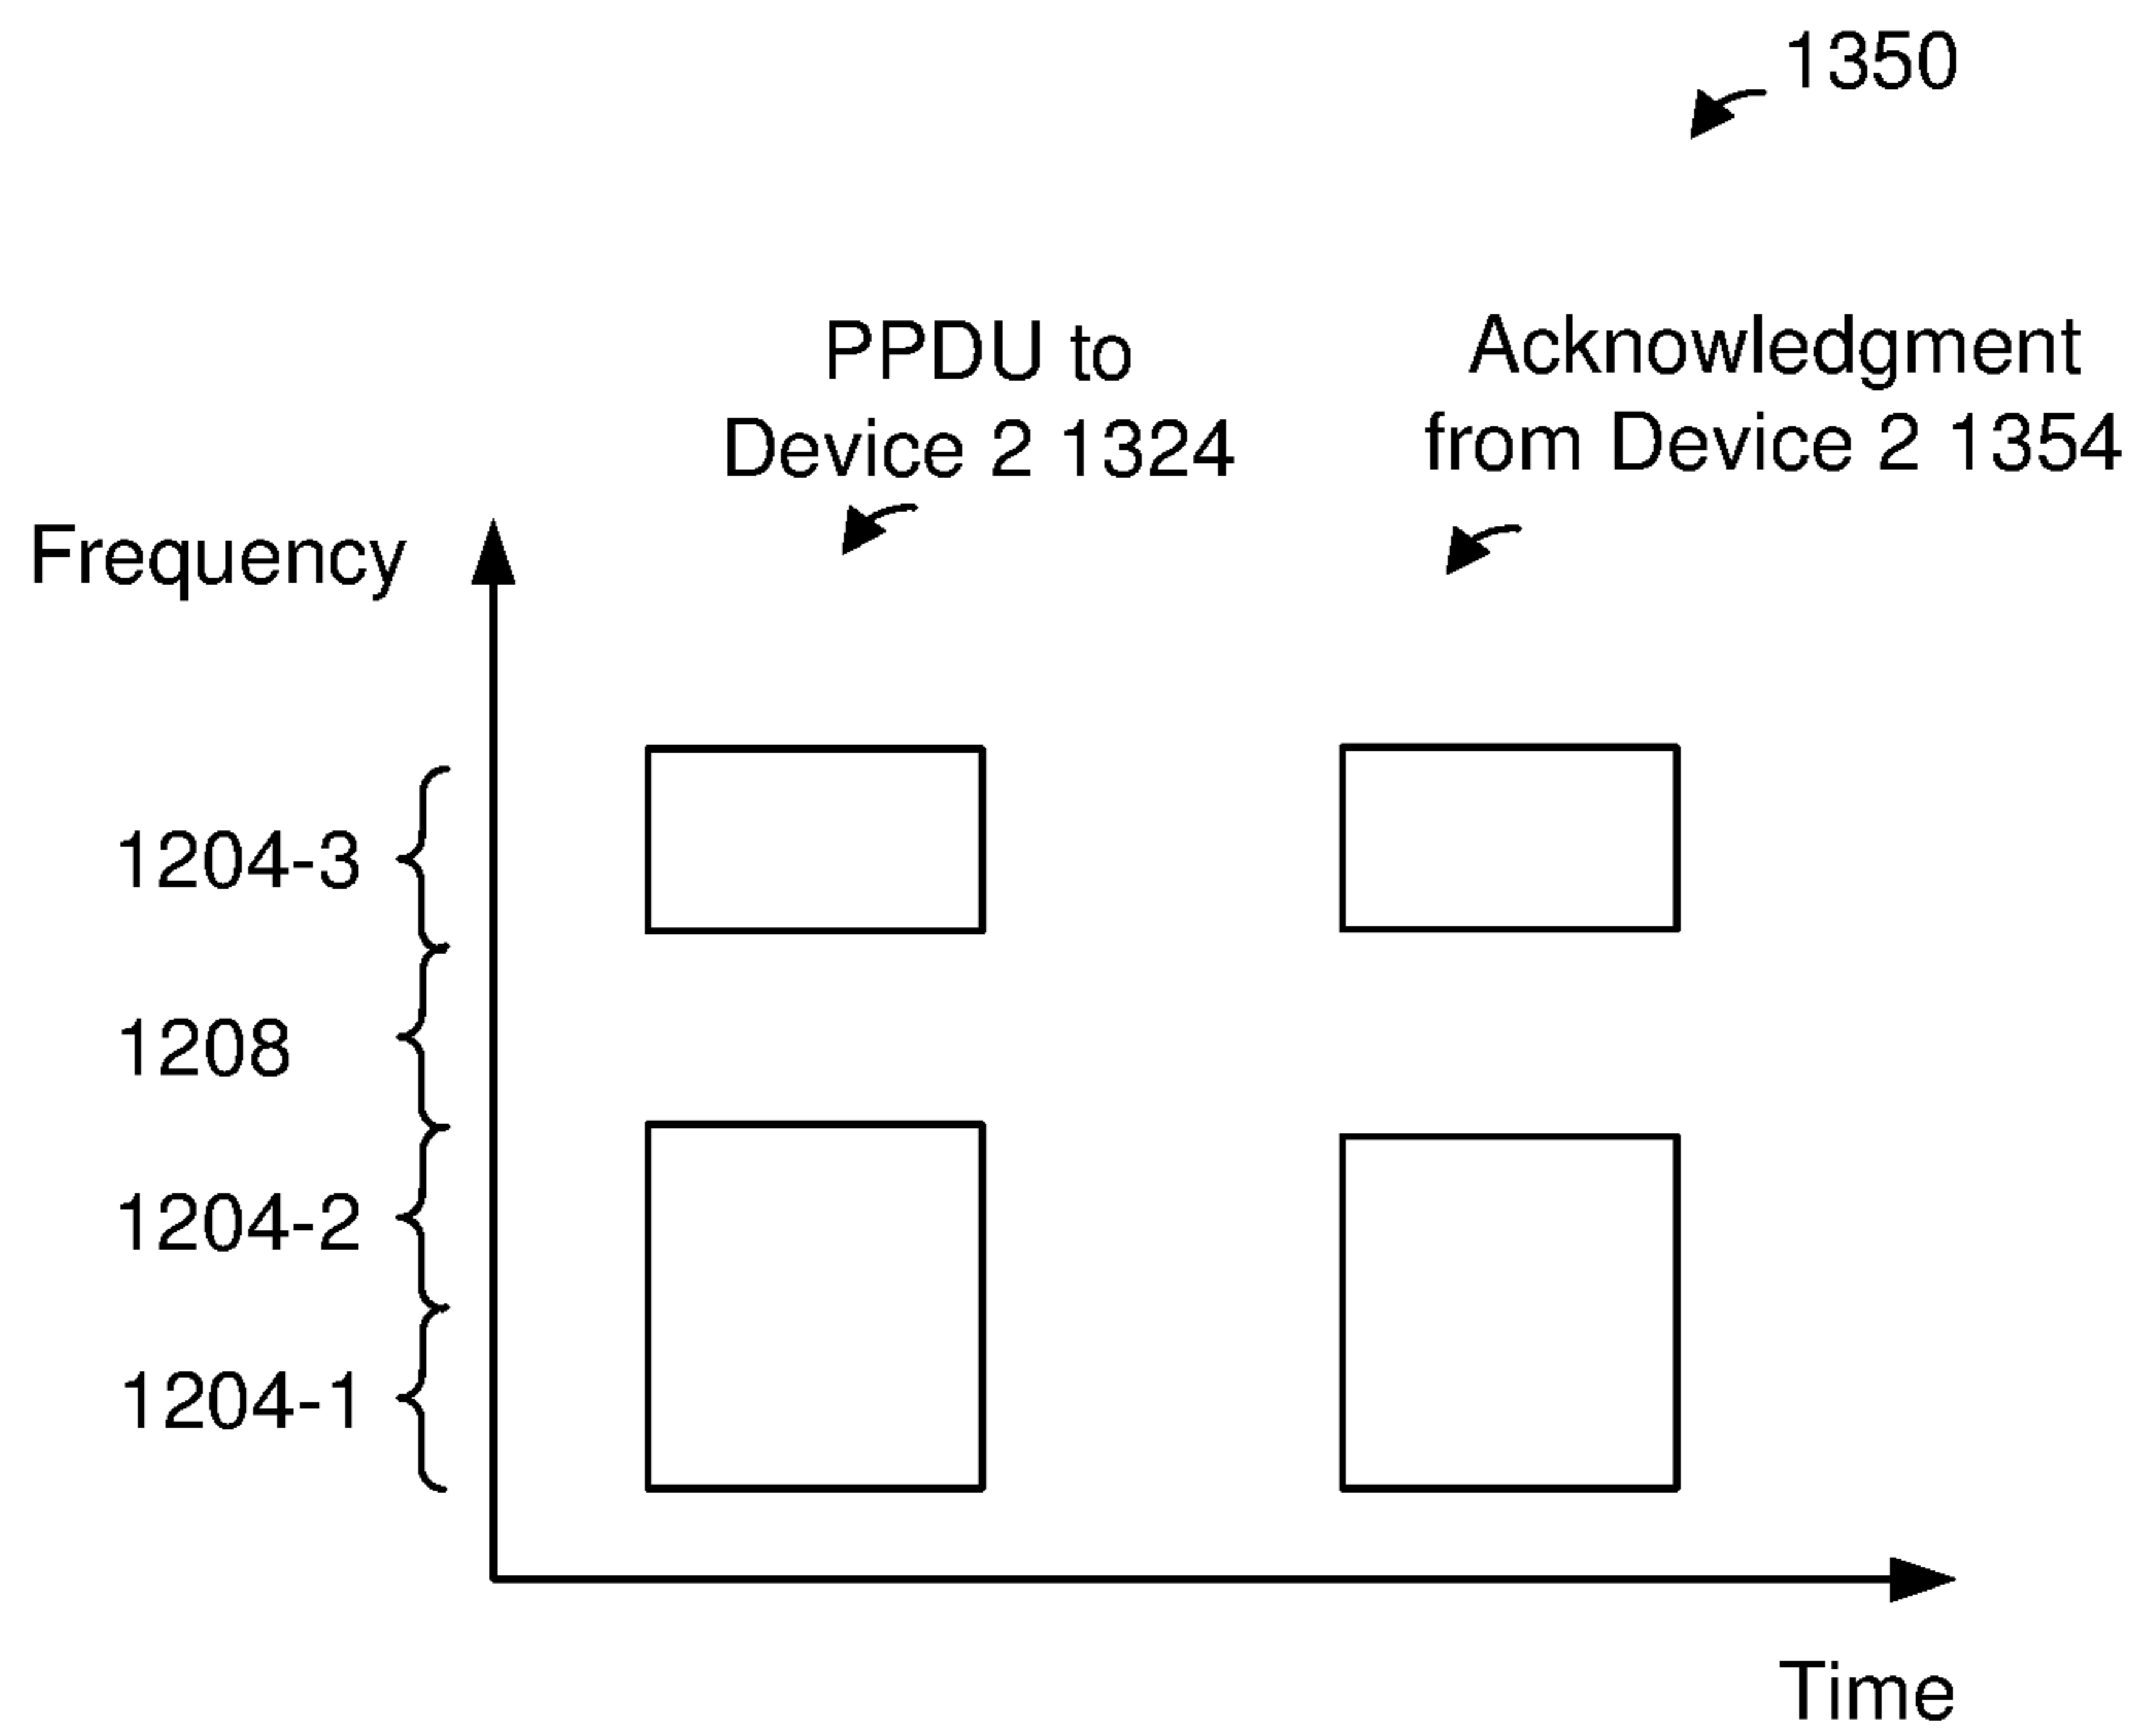 1350
PPDU to
Device 2 1324
Acknowledgment
from Device 2 1354
Frequency
1204-3
1208
1204-2
1204-1
Time